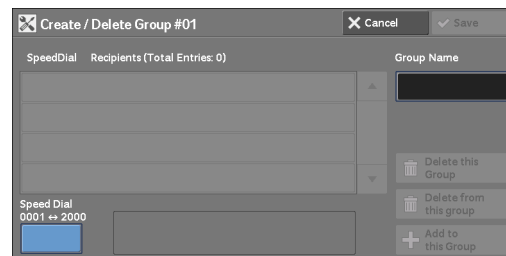 Create / Delete Group #01
Cancel
Save
SpeedDial Recipients (Total Entries: 0)
Group Name
Delete this
Group
Speed Dial
0001 ↔ 2000
Delete from
this group
Add to
this Group